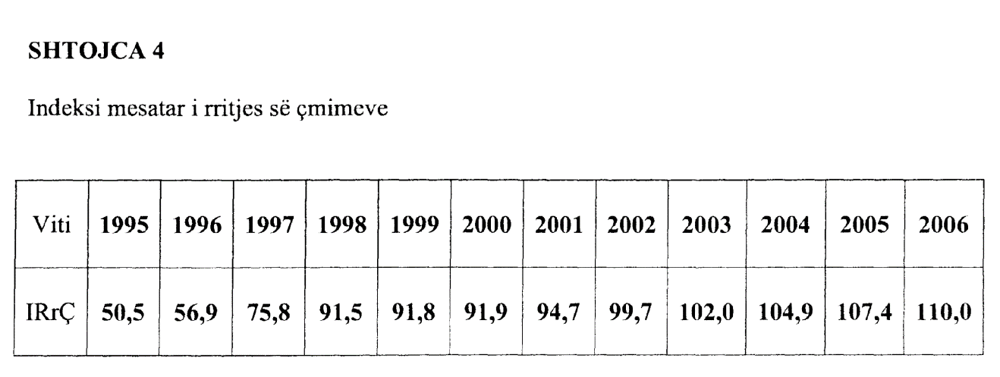 SHTOJCA 4
Indeksi mesatar i rritjes së çmimeve
Viti 1995 1996 1997 1998 1999 2000 2001 2002 2003 2004 2005 2006
IRrÇ 50,5 56,9 75,8 91,5 91,8 91,9 94,7 99,7 102,0 104,9 107,4 110,0